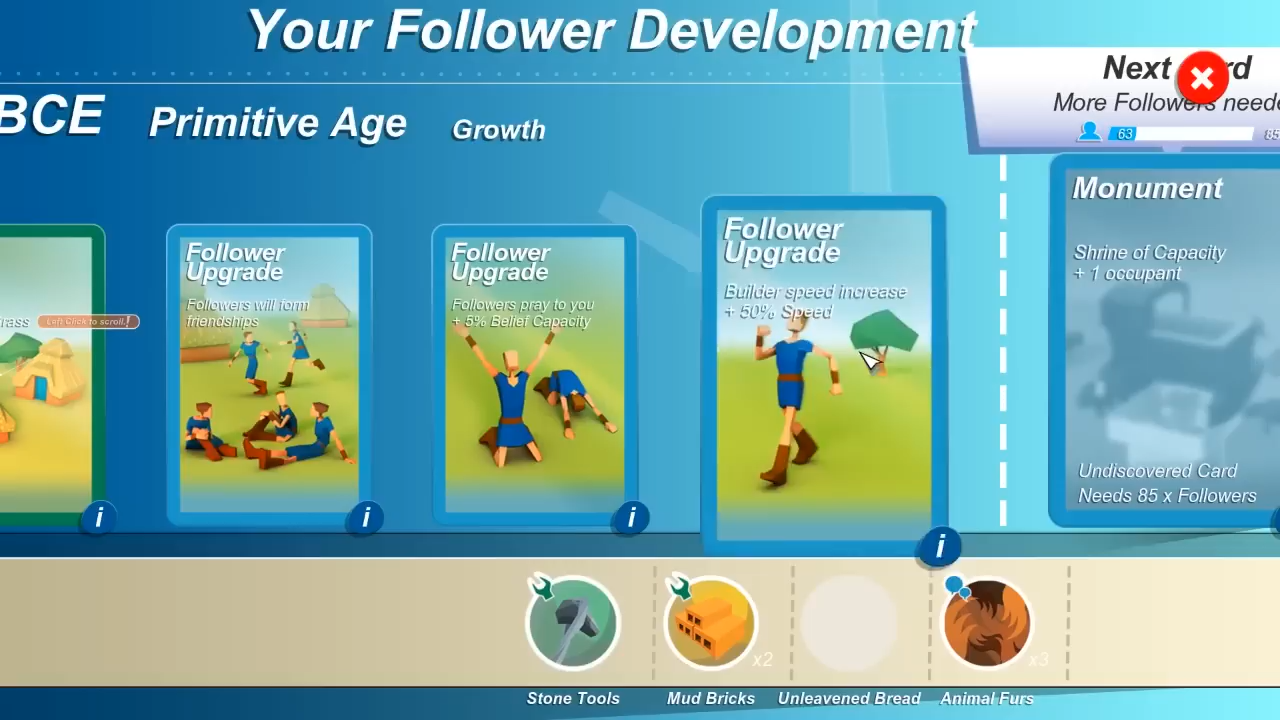 Your Follower Development
BCE
Primitive Age
Growth
Next
More Followers
63
85
Follower
Upgrade
Followers will form
friendships
Left Click to scroll!
Follower
Upgrade
Followers pray to you
+ 5% Belief Capacity
Follower
Upgrade
Builder speed increase
+ 50% Speed
Monument
Shrine of Capacity
+ 1 occupant
Undiscovered Card
Needs 85 x Followers
i
i
i
i
x2
x3
Stone Tools
Mud Bricks
Unleavened Bread
Animal Furs